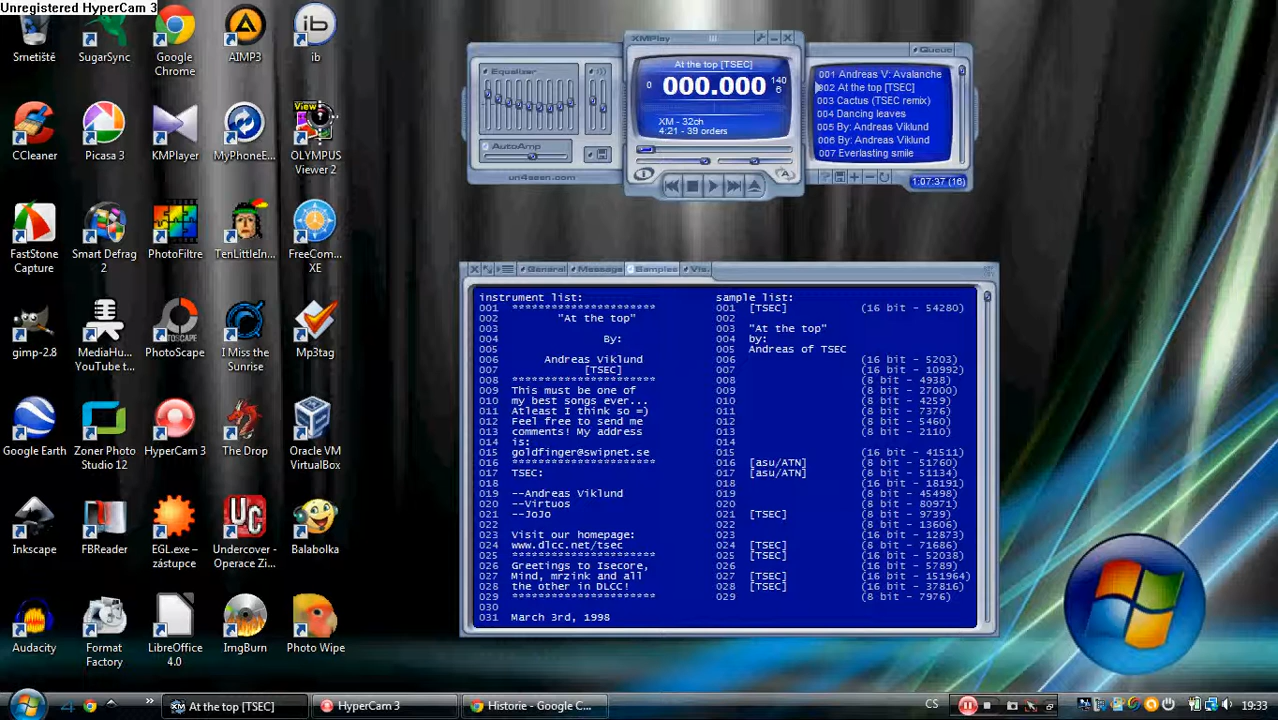 Unregistered HyperCam 3
Smetiště
SugarSync
Google Chrome
AIMP3
ib
CCleaner
Picasa 3
KMPlayer
MyPhoneE...
View
OLYMPUS Viewer 2
FastStone Capture
Smart Defrag 2
PhotoFiltre
TenLittleIn...
FreeCom... XE
gimp-2.8
MediaHu... YouTube t...
PhotoScape
I Miss the Sunrise
Mp3tag
Google Earth
Zoner Photo Studio 12
HyperCam 3
The Drop
Oracle VM VirtualBox
Inkscape
FBReader
EGL.exe – zástupce
Undercover - Operace Zi...
Balabolka
Audacity
Format Factory
LibreOffice 4.0
ImgBurn
Photo Wipe
XMPlay
Equalizer
AutoAmp
un4seen.com
At the top [TSEC]
0 000.000 140 6
XM - 32ch
4:21 - 39 orders
Queue
001 Andreas V: Avalanche
002 At the top [TSEC]
003 Cactus (TSEC remix)
004 Dancing leaves
005 By: Andreas Viklund
006 By: Andreas Viklund
007 Everlasting smile
1:07:37 (16)
General Message Samples Vis.
instrument list:
001 **********************
002 "At the top"
003
004 By:
005
006 Andreas Viklund
007 [TSEC]
008 **********************
009 This must be one of
010 my best songs ever...
011 Atleast I think so =)
012 Feel free to send me
013 comments! My address
014 is:
015 goldfinger@swipnet.se
016 **********************
017 TSEC:
018
019 --Andreas Viklund
020 --Virtuos
021 --JoJo
022
023 Visit our homepage:
024 www.dlcc.net/tsec
025 **********************
026 Greetings to Isecore,
027 Mind, mrzink and all
028 the other in DLCC!
029 **********************
030
031 March 3rd, 1998
sample list:
001 [TSEC] (16 bit - 54280)
002
003 "At the top"
004 by:
005 Andreas of TSEC
006 (16 bit - 5203)
007 (16 bit - 10992)
008 (8 bit - 4938)
009 (8 bit - 27000)
010 (8 bit - 4259)
011 (8 bit - 7376)
012 (8 bit - 5460)
013 (8 bit - 2110)
014
015 (16 bit - 41511)
016 [asu/ATN] (8 bit - 51760)
017 [asu/ATN] (8 bit - 51134)
018 (16 bit - 18191)
019 (8 bit - 45498)
020 (8 bit - 80971)
021 [TSEC] (8 bit - 9739)
022 (8 bit - 13606)
023 (16 bit - 12873)
024 [TSEC] (8 bit - 71686)
025 [TSEC] (16 bit - 52038)
026 (16 bit - 5789)
027 [TSEC] (16 bit - 151964)
028 [TSEC] (16 bit - 37816)
029 (8 bit - 7976)
At the top [TSEC]
HyperCam 3
Historie - Google C...
CS
19:33